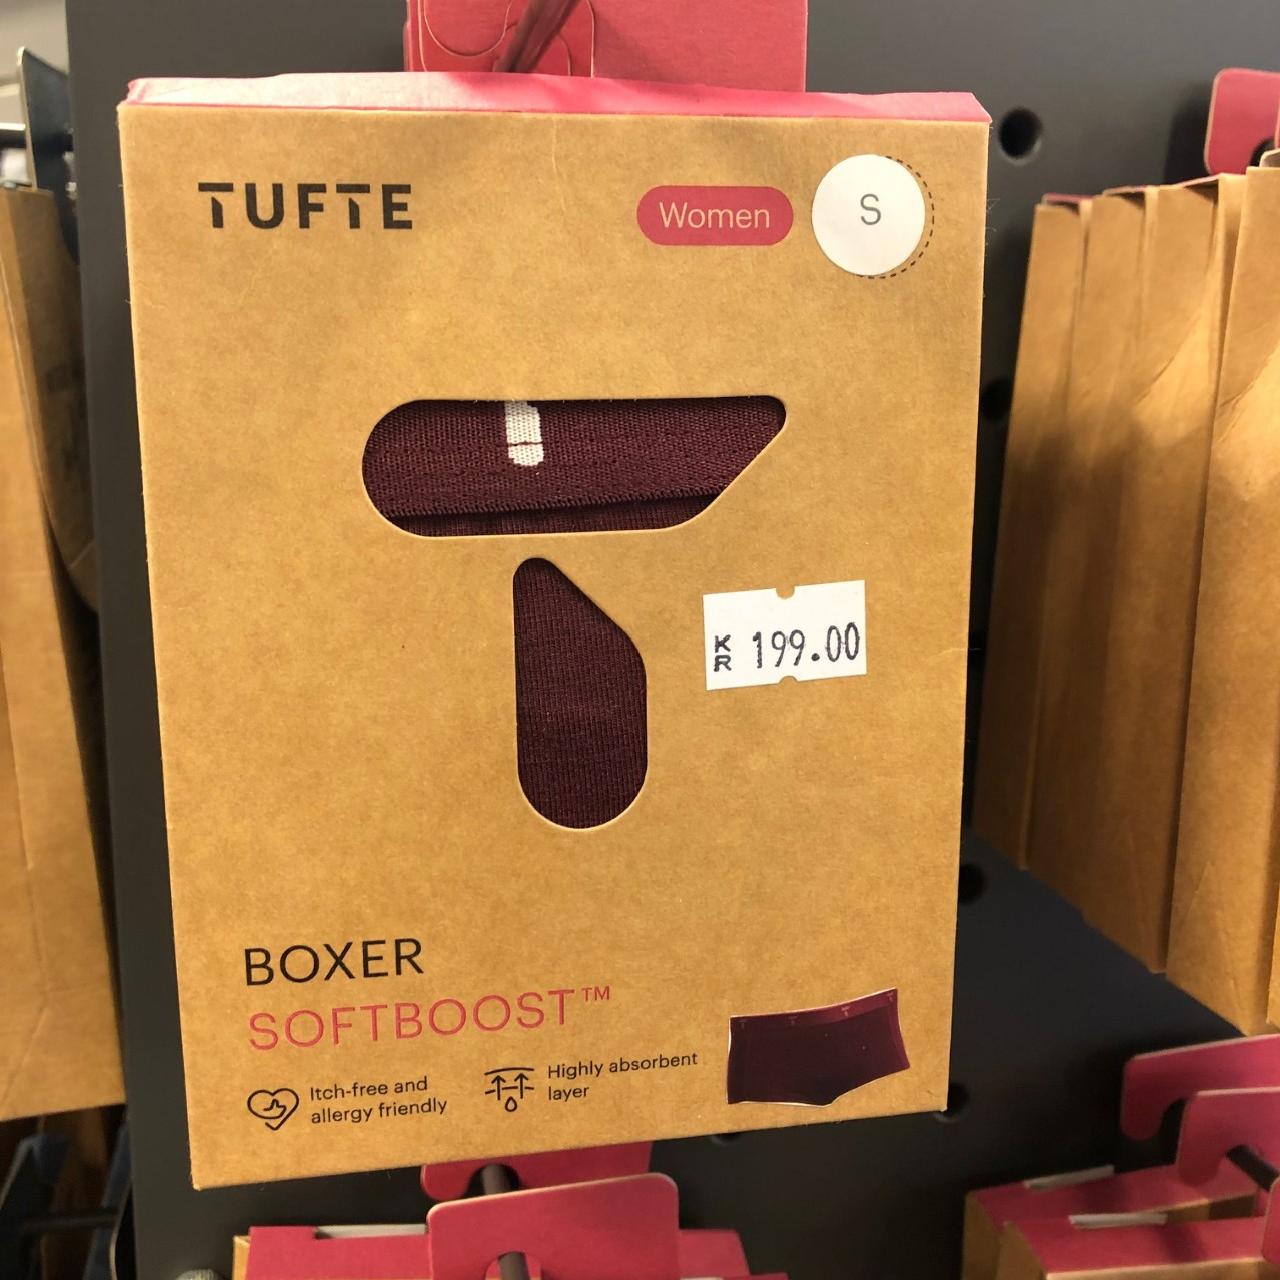 TUFTE
Women
S
KR 199.00
BOXER
SOFTBOOST™
Itch-free and
allergy friendly
Highly absorbent
layer